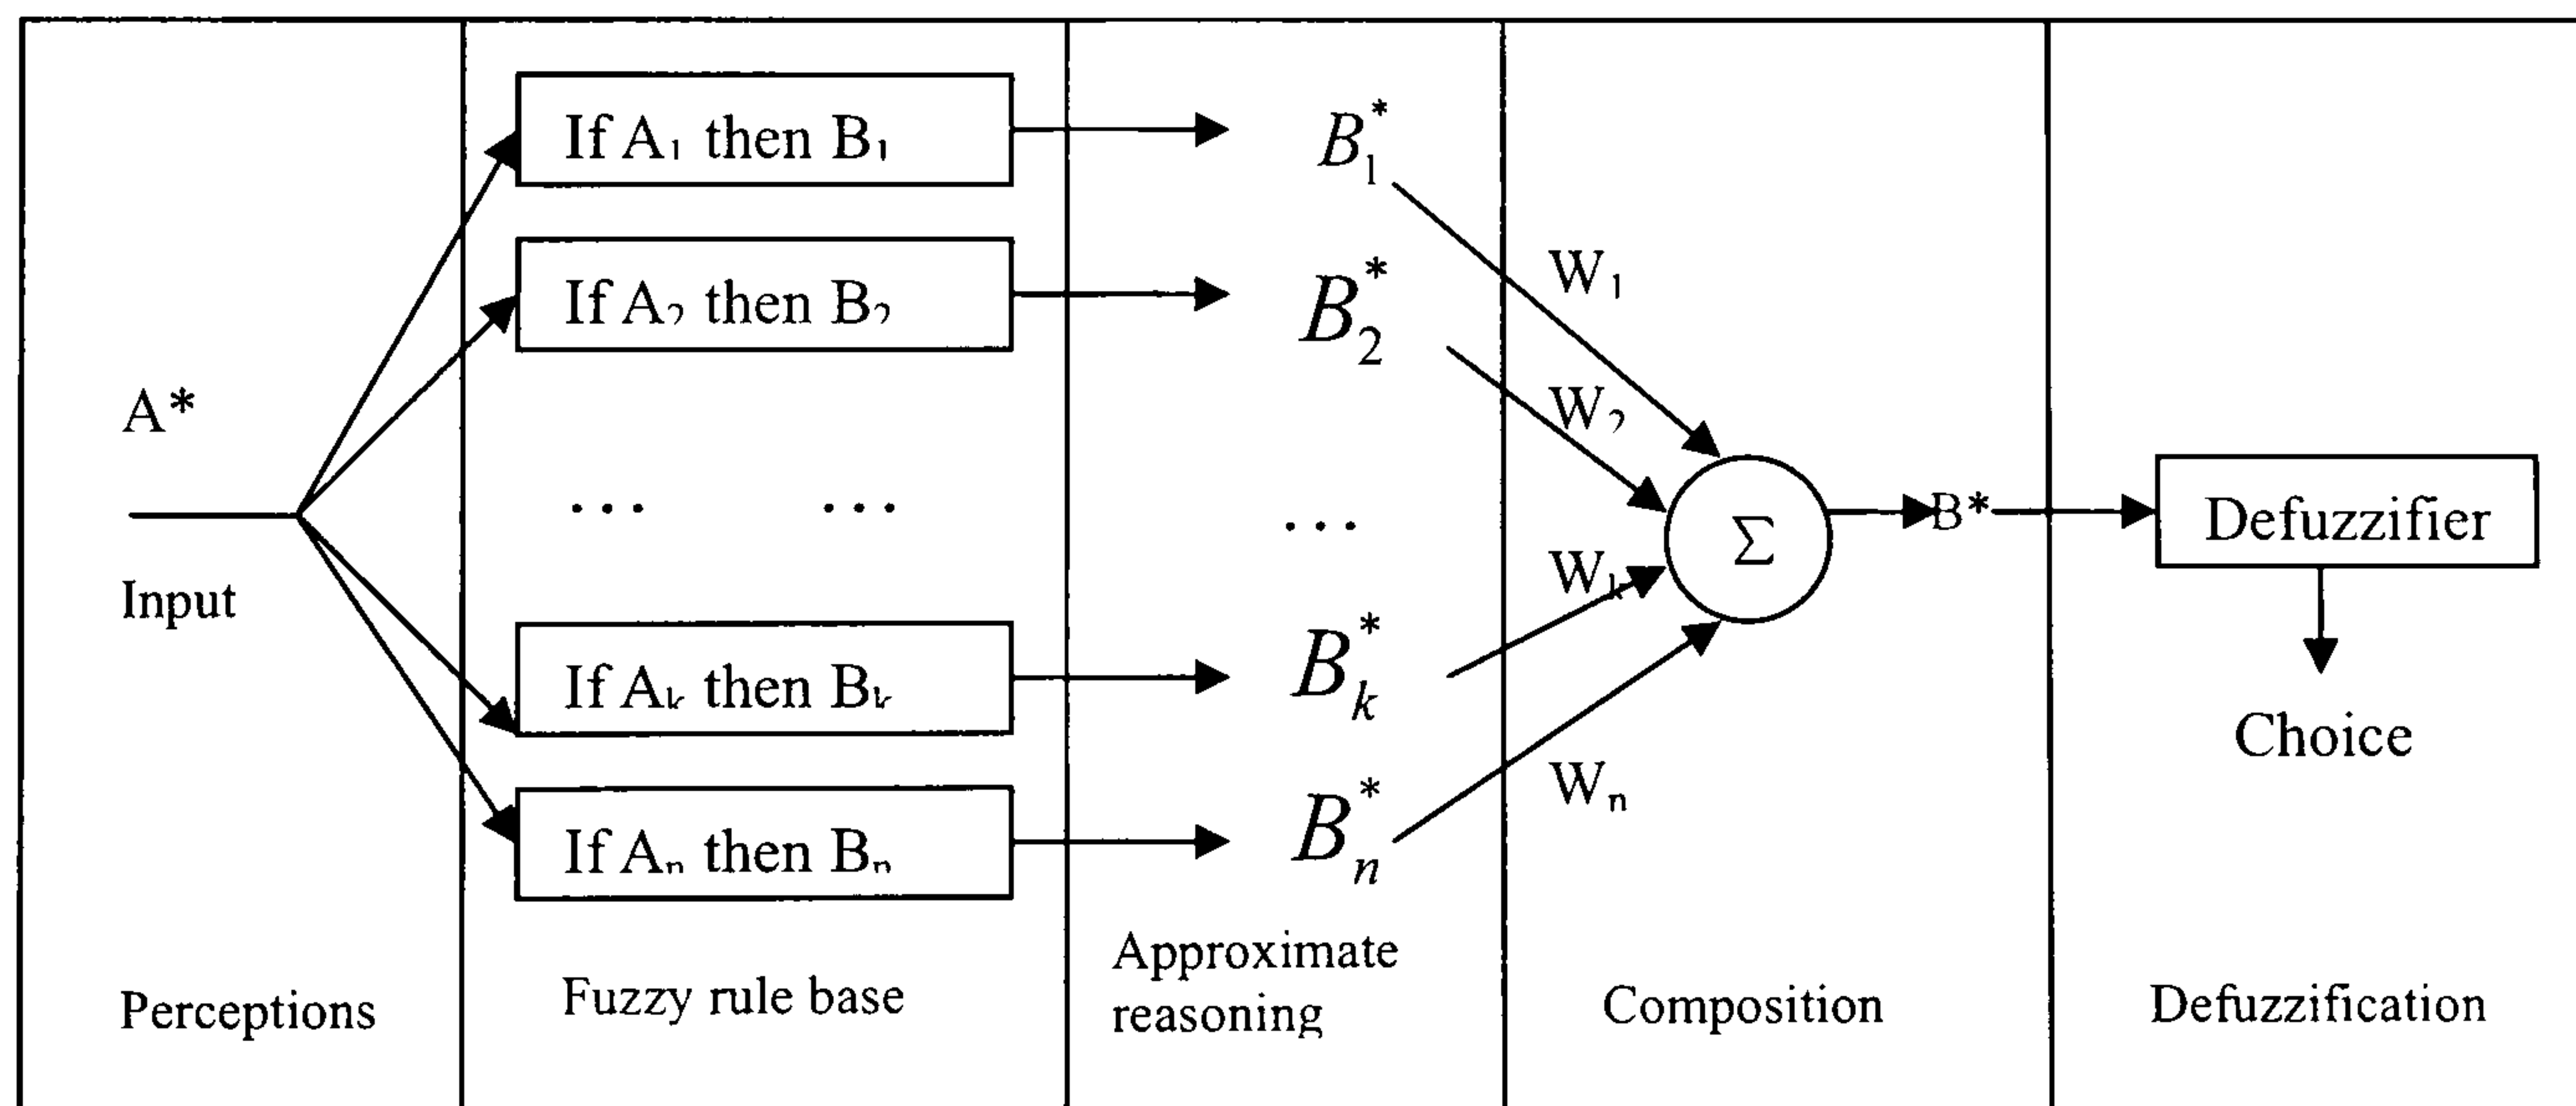 If A₁ then B₁
B₁*
W₁
If A₂ then B₂
B₂*
A*
W₂
... ...
...
Σ
B*
Defuzzifier
Input
Wₖ
If Aₖ then Bₖ
Bₖ*
Choice
If Aₙ then Bₙ
Bₙ*
Wₙ
Perceptions
Fuzzy rule base
Approximate
reasoning
Composition
Defuzzification